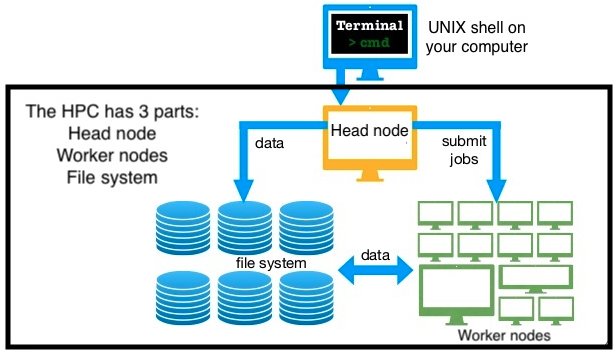 Terminal
> cmd
UNIX shell on
your computer
The HPC has 3 parts:
Head node
Worker nodes
File system
Head node
data
submit
jobs
file system
data
Worker nodes